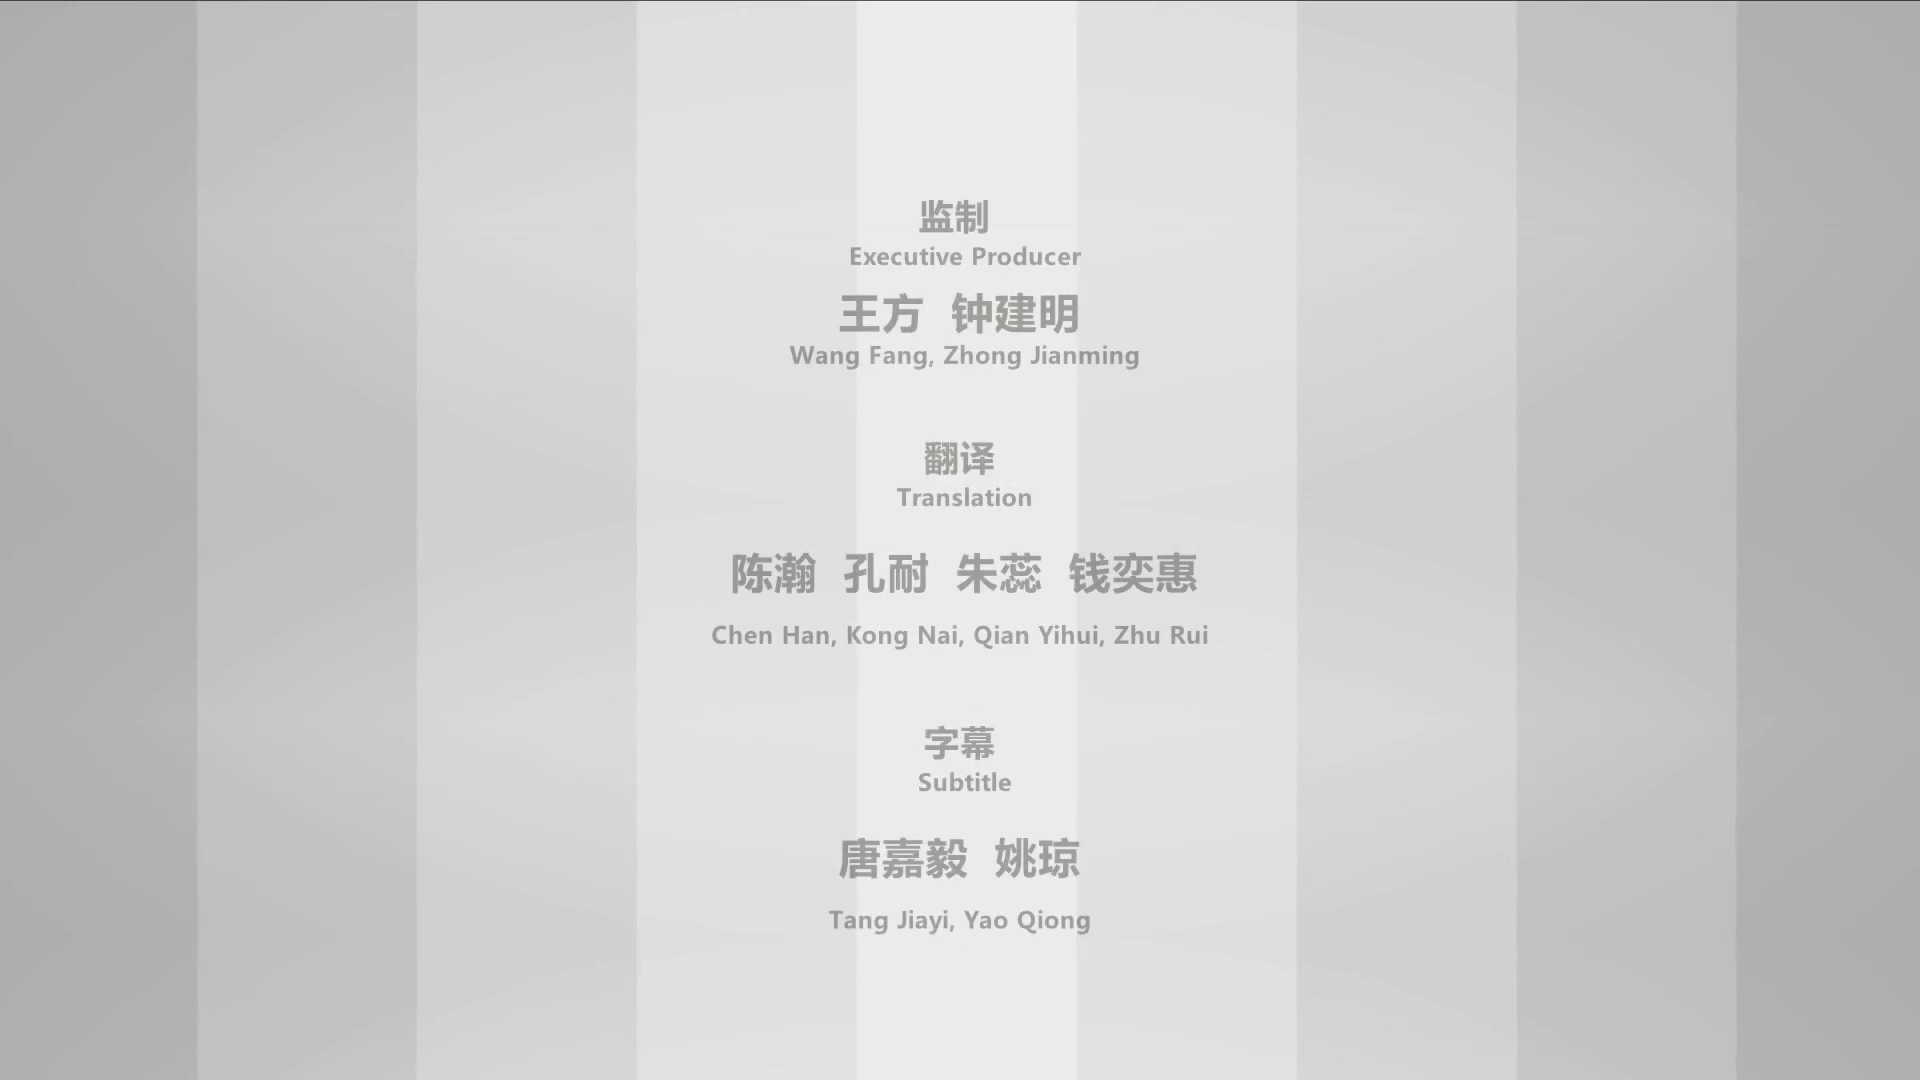 监制
Executive Producer
王方 钟建明
Wang Fang, Zhong Jianming
翻译
Translation
陈瀚 孔耐 朱蕊 钱奕惠
Chen Han, Kong Nai, Qian Yihui, Zhu Rui
字幕
Subtitle
唐嘉毅 姚琼
Tang Jiayi, Yao Qiong